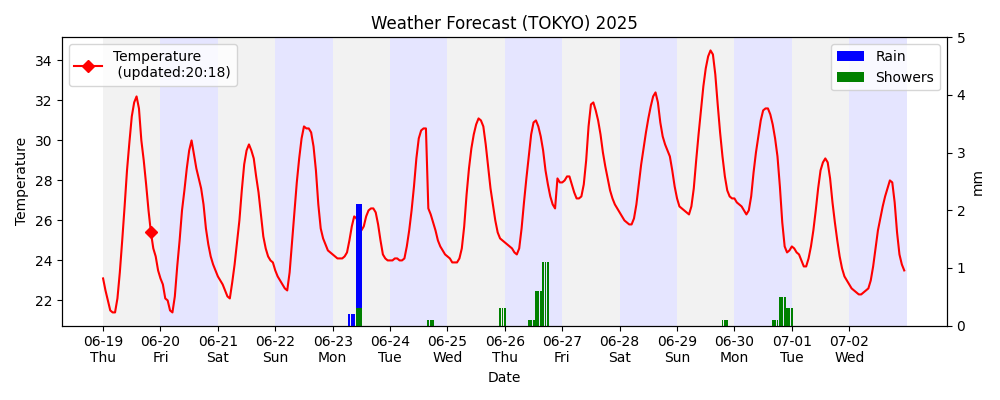 Weather Forecast (TOKYO) 2025
Temperature
(updated:20:18)
Rain
Showers
Temperature
34
32
30
28
26
24
22
5
4
3
2
1
0
mm
06-19 06-20 06-21 06-22 06-23 06-24 06-25 06-26 06-27 06-28 06-29 06-30 07-01 07-02
Thu Fri Sat Sun Mon Tue Wed Thu Fri Sat Sun Mon Tue Wed
Date